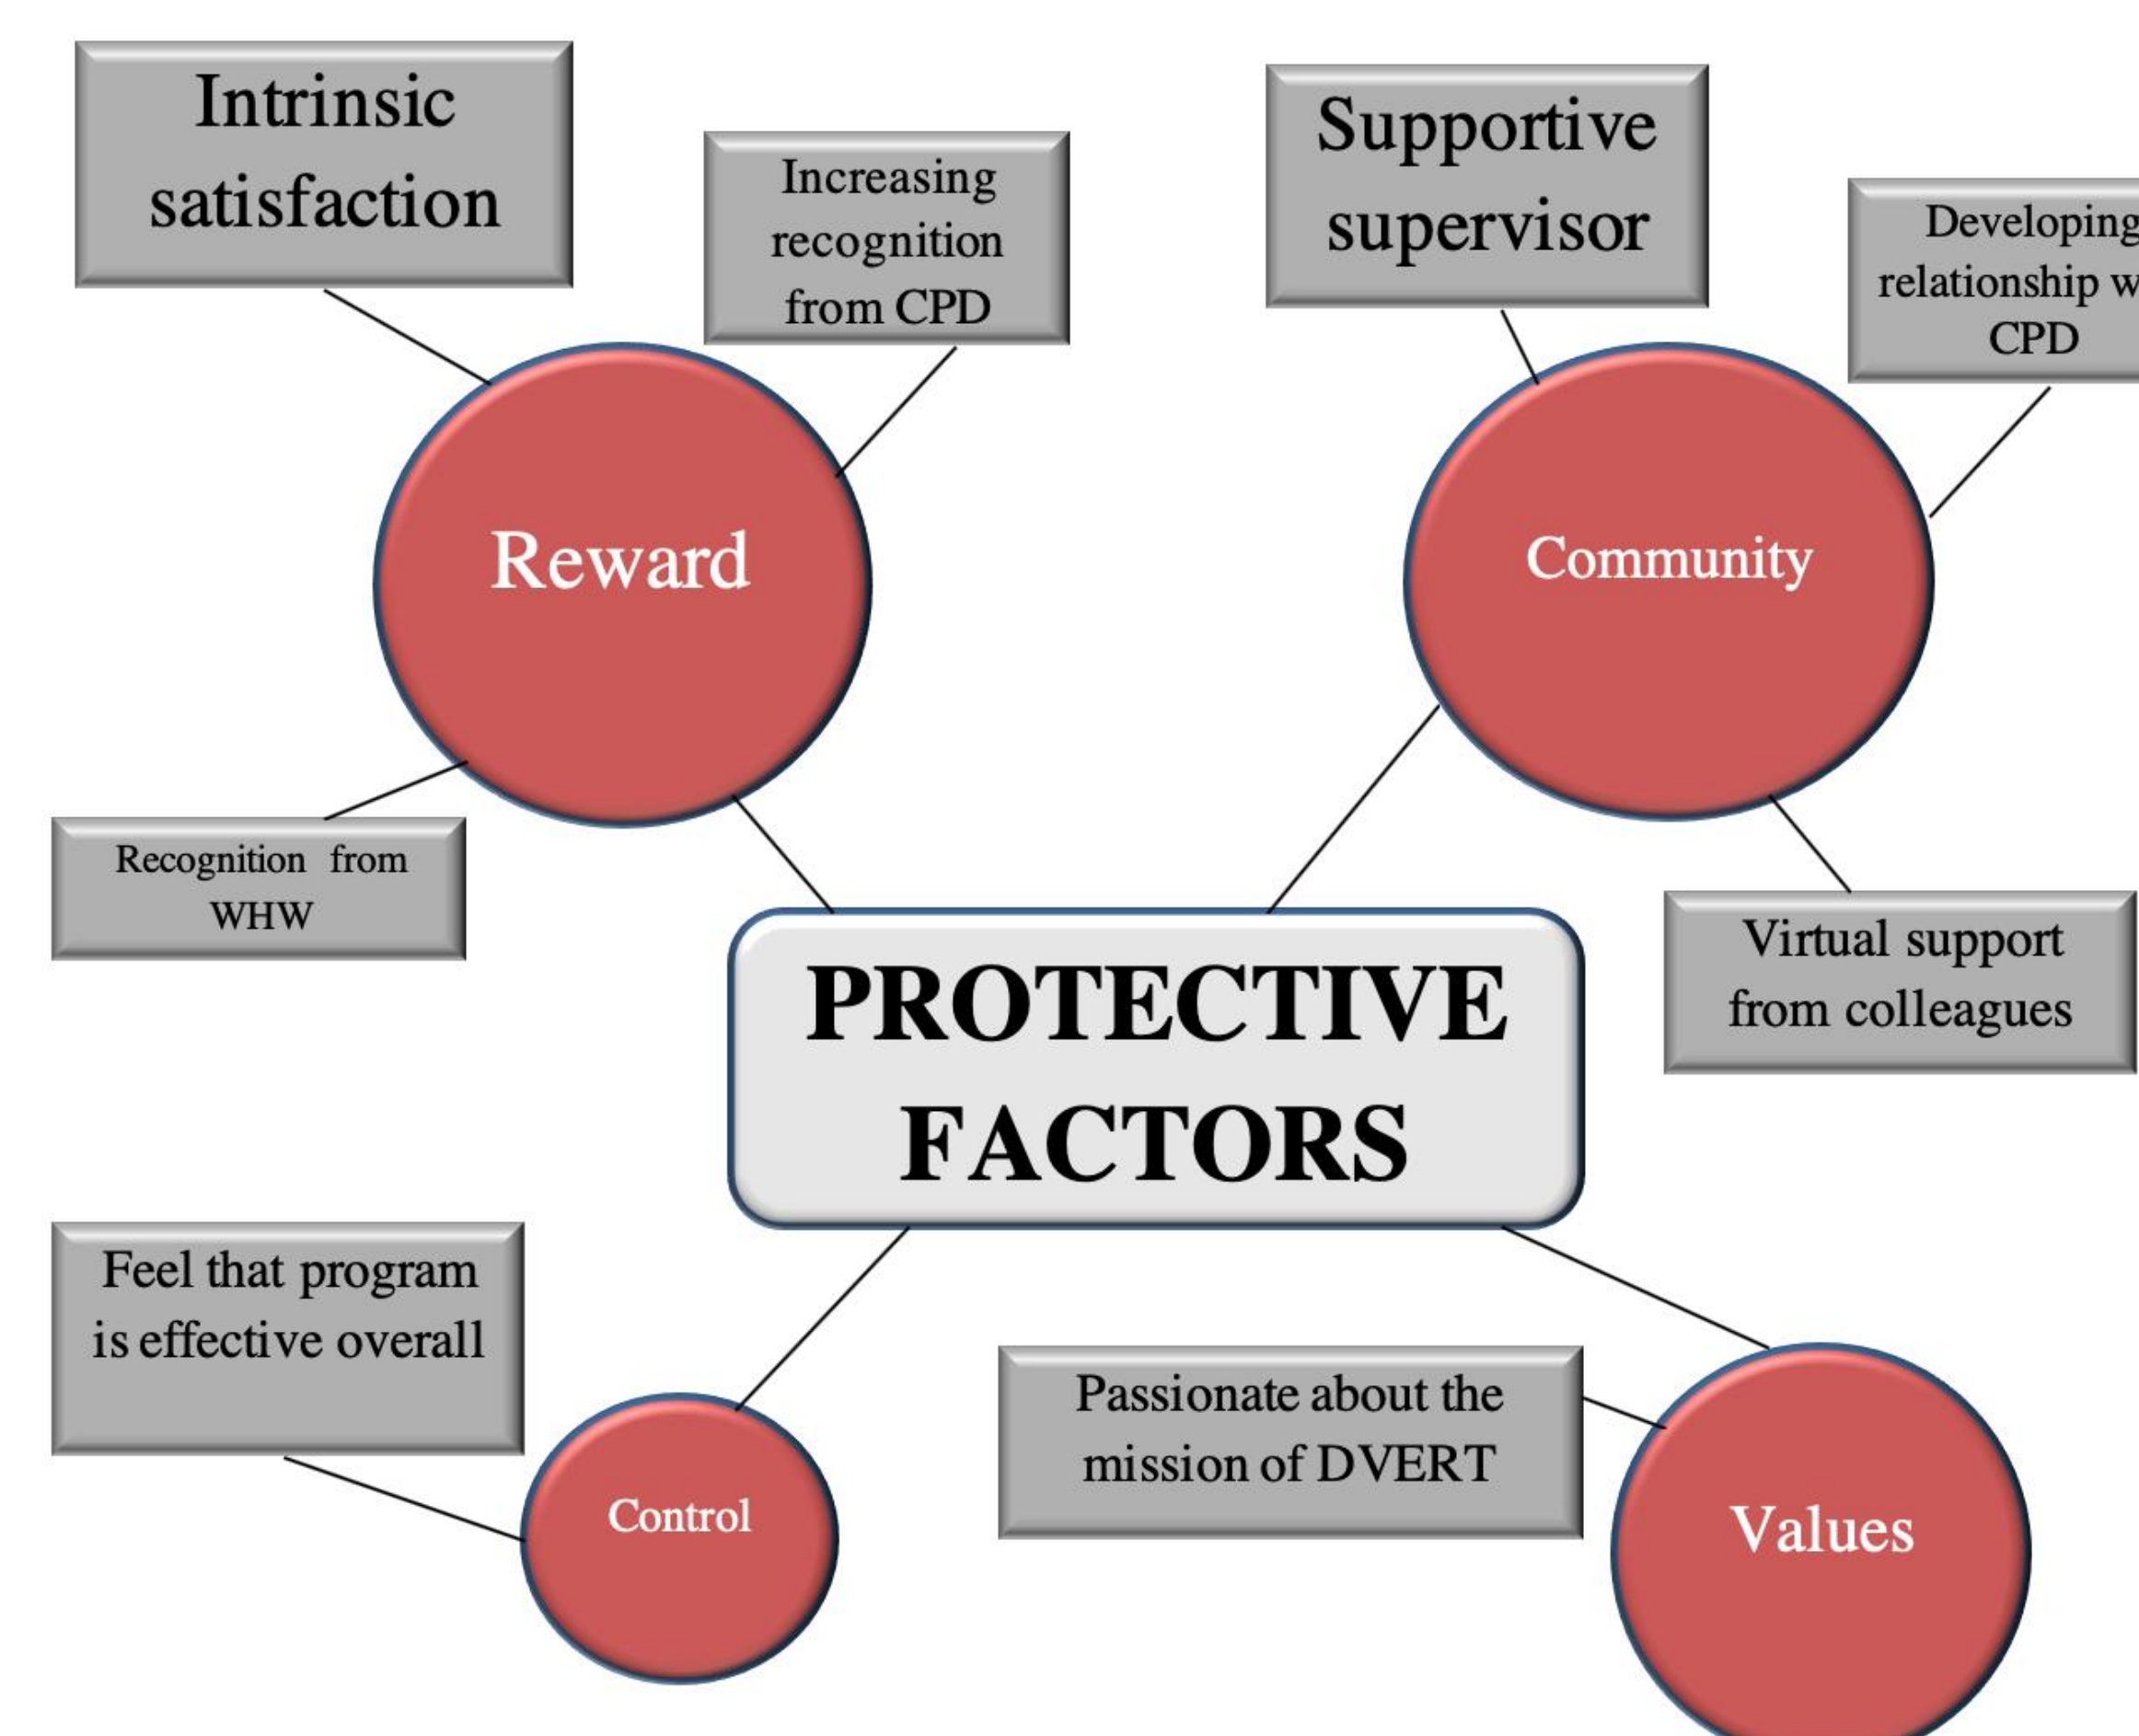 Intrinsic
satisfaction
Increasing
recognition
from CPD
Supportive
supervisor
Developing
relationship
CPD
Reward
Community
Recognition from
WHW
Virtual support
from colleagues
PROTECTIVE
FACTORS
Feel that program
is effective overall
Passionate about the
mission of DVERT
Control
Values